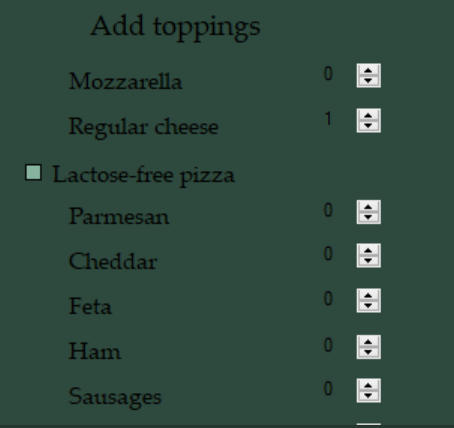 Add toppings
Mozzarella 0
Regular cheese 1
Lactose-free pizza
Parmesan 0
Cheddar 0
Feta 0
Ham 0
Sausages 0